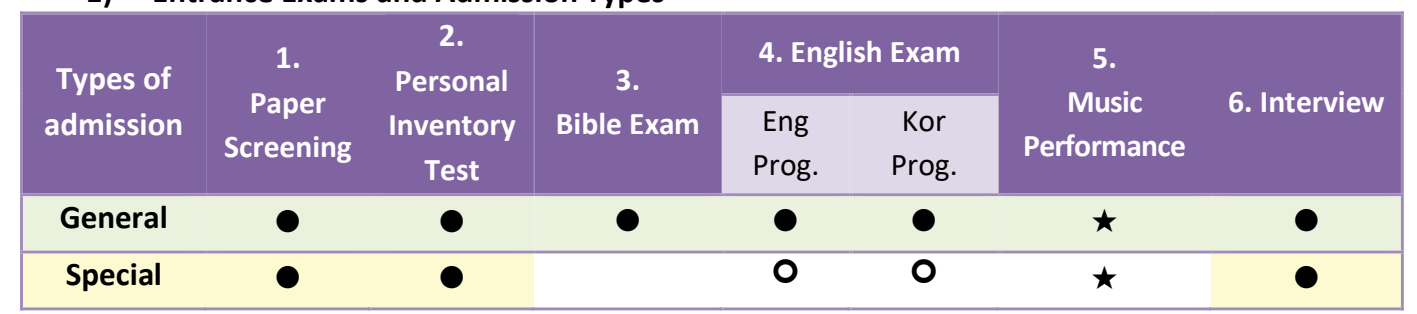 Entrance Exams and Admission Types
Types of admission
1. Paper Screening
2. Personal Inventory Test
3. Bible Exam
4. English Exam
Eng Prog.
Kor Prog.
5. Music Performance
6. Interview
General ● ● ● ● ● ★ ●
Special ● ● ○ ○ ★ ●